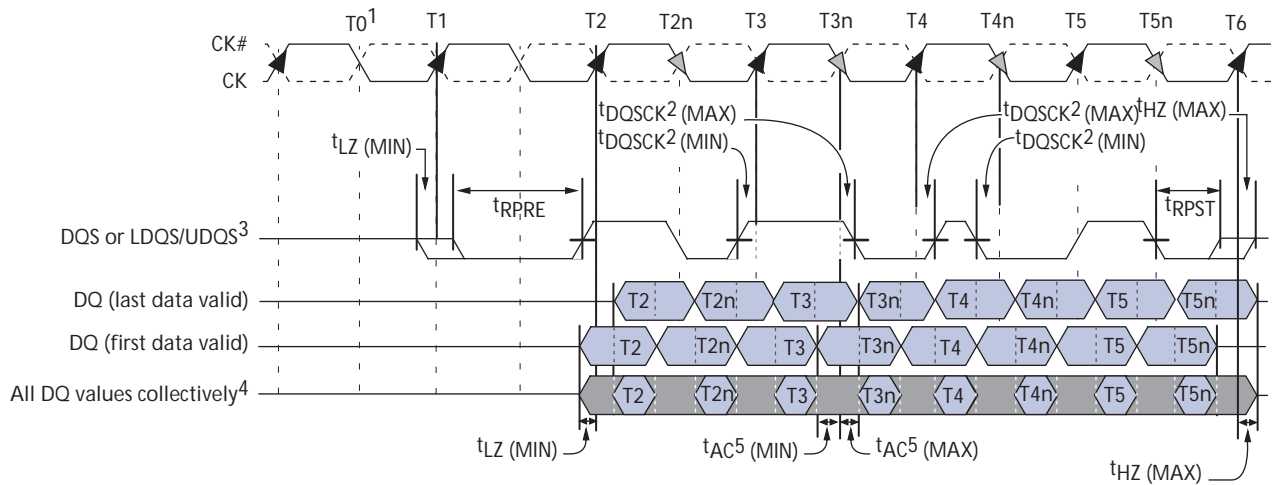 T0¹ T1 T2 T2n T3 T3n T4 T4n T5 T5n T6
CK#
CK
tDQSCK² (MAX) tDQSCK² (MAX) tHZ (MAX)
tLZ (MIN) tDQSCK² (MIN) tDQSCK² (MIN)
tRPRE tRPST
DQS or LDQS/UDQS³
DQ (last data valid) T2 T2n T3 T3n T4 T4n T5 T5n
DQ (first data valid) T2 T2n T3 T3n T4 T4n T5 T5n
All DQ values collectively⁴ T2 T2n T3 T3n T4 T4n T5 T5n
tLZ (MIN) tAC⁵ (MIN) tAC⁵ (MAX)
tHZ (MAX)